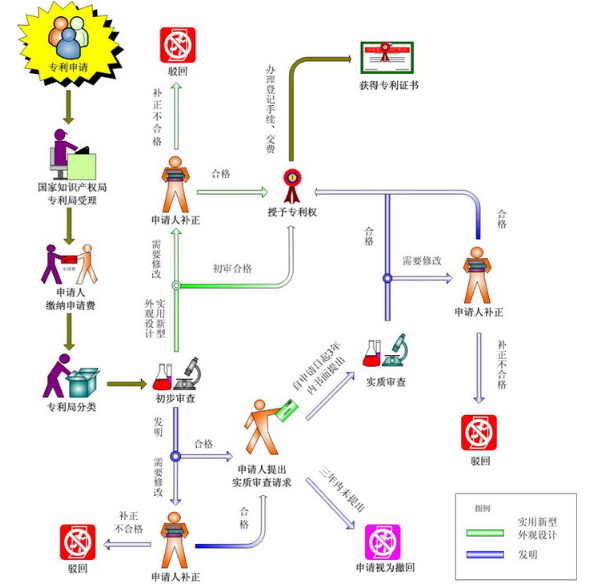 专利申请
国家知识产权局
专利局受理
申请人
缴纳申请费
专利局分类
初步审查
实用新型
外观设计
需要修改
初审合格
申请人补正
补正不合格
驳回
合格
授予专利权
办理登记手续、交费
获得专利证书
发明
需要修改
合格
申请人补正
补正
不合格
驳回
合格
申请人提出
实质审查请求
自申请日起3年
内书面提出
三年内未提出
申请视为撤回
实质审查
合格
需要修改
申请人补正
合格
补正不合格
驳回
图例
实用新型
外观设计
发明